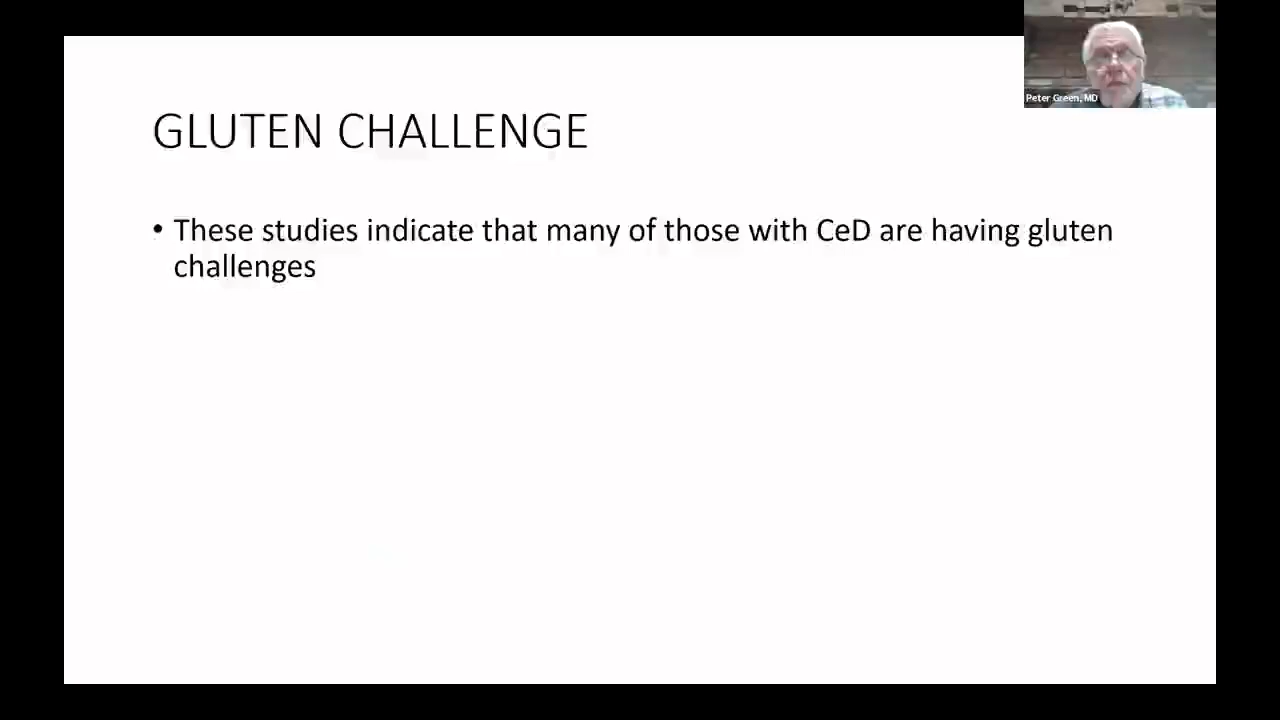 Peter Green, MD
GLUTEN CHALLENGE
• These studies indicate that many of those with CeD are having gluten
challenges